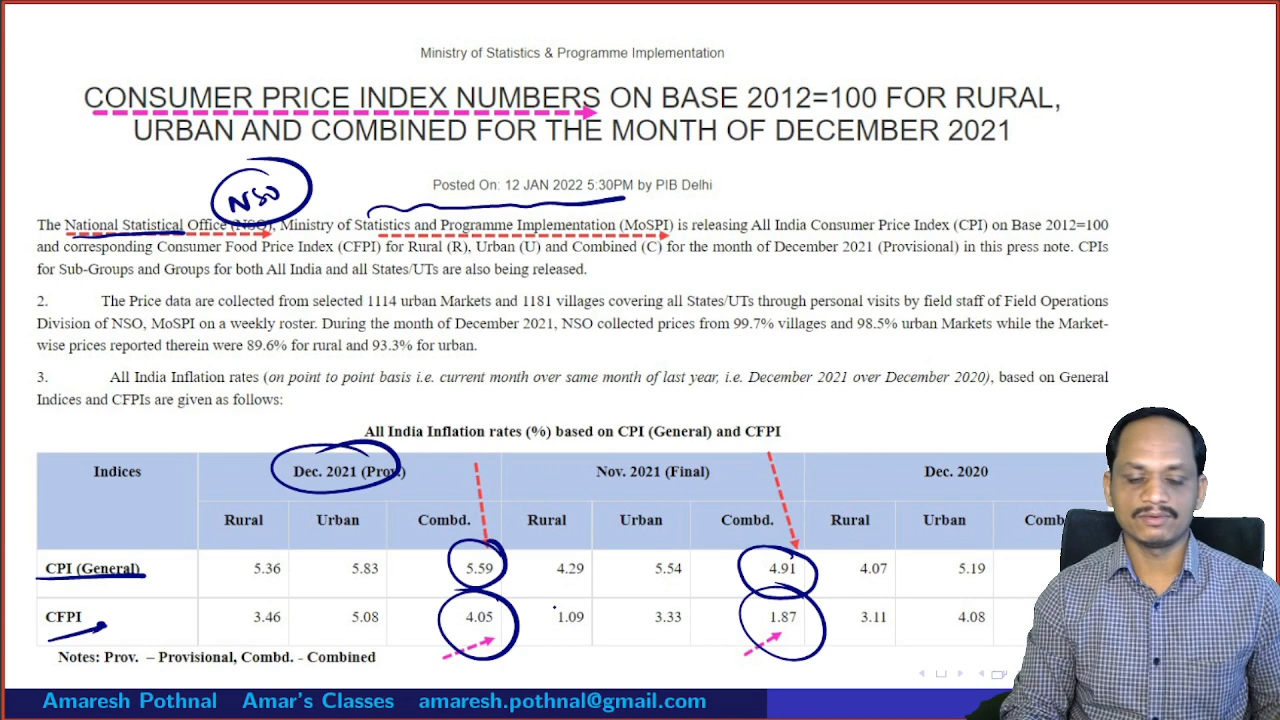 Ministry of Statistics & Programme Implementation
CONSUMER PRICE INDEX NUMBERS ON BASE 2012=100 FOR RURAL,
URBAN AND COMBINED FOR THE MONTH OF DECEMBER 2021
Posted On: 12 JAN 2022 5:30PM by PIB Delhi
NSO
The National Statistical Office (NSO), Ministry of Statistics and Programme Implementation (MoSPI) is releasing All India Consumer Price Index (CPI) on Base 2012=100
and corresponding Consumer Food Price Index (CFPI) for Rural (R), Urban (U) and Combined (C) for the month of December 2021 (Provisional) in this press note. CPIs
for Sub-Groups and Groups for both All India and all States/UTs are also being released.
2. The Price data are collected from selected 1114 urban Markets and 1181 villages covering all States/UTs through personal visits by field staff of Field Operations
Division of NSO, MoSPI on a weekly roster. During the month of December 2021, NSO collected prices from 99.7% villages and 98.5% urban Markets while the Market-
wise prices reported therein were 89.6% for rural and 93.3% for urban.
3. All India Inflation rates (on point to point basis i.e. current month over same month of last year, i.e. December 2021 over December 2020), based on General
Indices and CFPIs are given as follows:
All India Inflation rates (%) based on CPI (General) and CFPI
Indices Dec. 2021 (Prov.) Nov. 2021 (Final) Dec. 2020
Rural Urban Combd. Rural Urban Combd. Rural Urban Comb
CPI (General) 5.36 5.83 5.59 4.29 5.54 4.91 4.07 5.19
CFPI 3.46 5.08 4.05 1.09 3.33 1.87 3.11 4.08
Notes: Prov. – Provisional, Combd. - Combined
Amaresh Pothnal Amar's Classes amaresh.pothnal@gmail.com